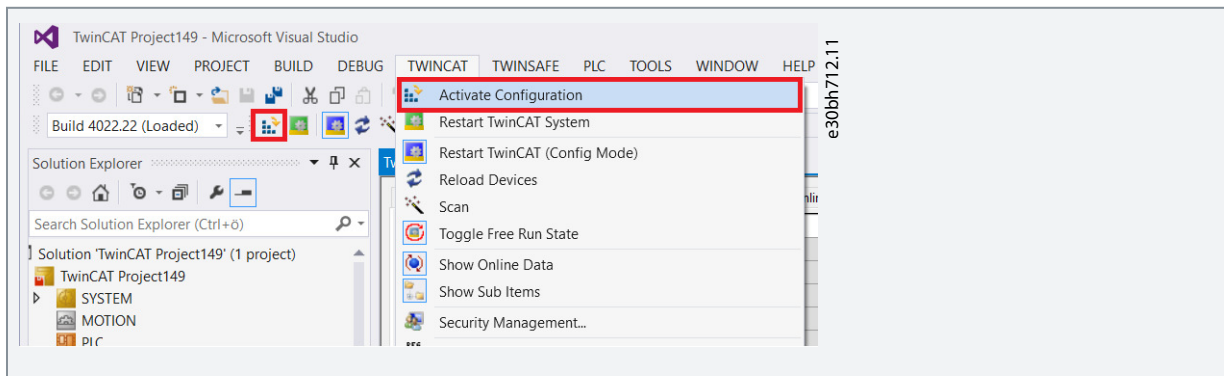 TwinCAT Project149 - Microsoft Visual Studio
FILE EDIT VIEW PROJECT BUILD DEBUG TWINCAT TWINSAFE PLC TOOLS WINDOW HELP
Build 4022.22 (Loaded)
Activate Configuration
Restart TwinCAT System
Restart TwinCAT (Config Mode)
Reload Devices
Scan
Toggle Free Run State
Show Online Data
Show Sub Items
Security Management...
Solution Explorer
Search Solution Explorer (Ctrl+ö)
Solution 'TwinCAT Project149' (1 project)
TwinCAT Project149
SYSTEM
MOTION
PLC
e30bh712.11